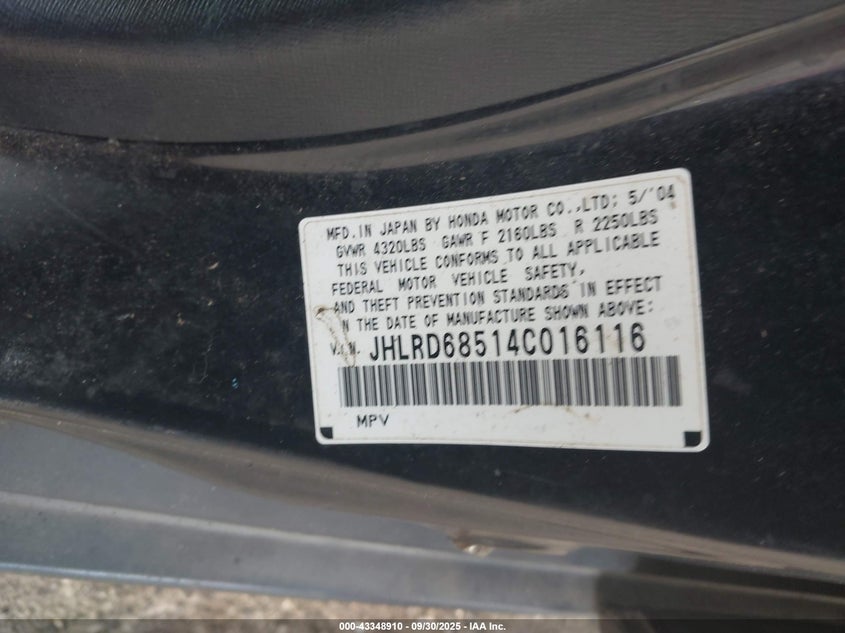 MFD. IN JAPAN BY HONDA MOTOR CO.,LTD; 5/'04
GVWR 4320LBS GAWR F 2160LBS R 2250LBS
THIS VEHICLE CONFORMS TO ALL APPLICABLE
FEDERAL MOTOR VEHICLE SAFETY,
AND THEFT PREVENTION STANDARDS IN EFFECT
ON THE DATE OF MANUFACTURE SHOWN ABOVE:
V.I.N. JHLRD68514C016116
MPV
000-43348910 - 09/30/2025 - IAA Inc.